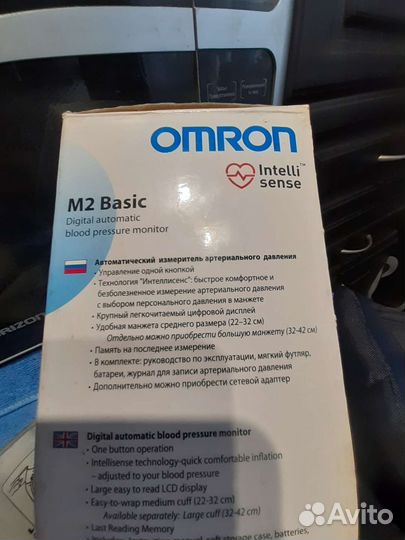 OMRON
Intelli™
sense
M2 Basic
Digital automatic
blood pressure monitor
Автоматический измеритель артериального давления
• Управление одной кнопкой
• Технология "Интеллисенс": быстрое комфортное и
безболезненное измерение артериального давления
с выбором персонального давления в манжете
• Крупный легкочитаемый цифровой дисплей
• Удобная манжета среднего размера (22–32 см)
Отдельно можно приобрести большую манжету (32-42 см)
• Память на последнее измерение
• В комплекте: руководство по эксплуатации, мягкий футляр,
батареи, журнал для записи артериального давления
• Дополнительно можно приобрести сетевой адаптер
RIZON
Digital automatic blood pressure monitor
• One button operation
• Intellisense technology-quick comfortable inflation
– adjusted to your blood pressure
• Large easy to read LCD display
• Easy-to-wrap medium cuff (22-32 cm)
Available separately: Large cuff (32-42 cm)
• Last Reading Memory
storage case, batteries,
Avito